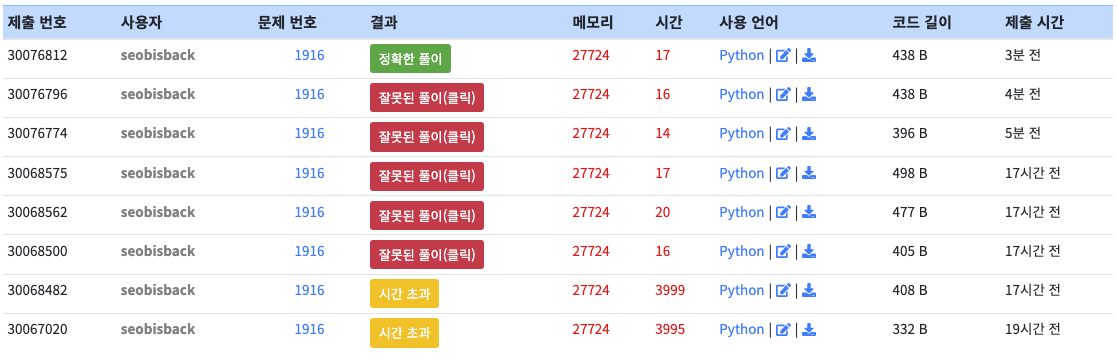 제출 번호 사용자 문제 번호 결과 메모리 시간 사용 언어 코드 길이 제출 시간
30076812 seobisback 1916 정확한 풀이 27724 17 Python | | 438 B 3분 전
30076796 seobisback 1916 잘못된 풀이(클릭) 27724 16 Python | | 438 B 4분 전
30076774 seobisback 1916 잘못된 풀이(클릭) 27724 14 Python | | 396 B 5분 전
30068575 seobisback 1916 잘못된 풀이(클릭) 27724 17 Python | | 498 B 17시간 전
30068562 seobisback 1916 잘못된 풀이(클릭) 27724 20 Python | | 477 B 17시간 전
30068500 seobisback 1916 잘못된 풀이(클릭) 27724 16 Python | | 405 B 17시간 전
30068482 seobisback 1916 시간 초과 27724 3999 Python | | 408 B 17시간 전
30067020 seobisback 1916 시간 초과 27724 3995 Python | | 332 B 19시간 전